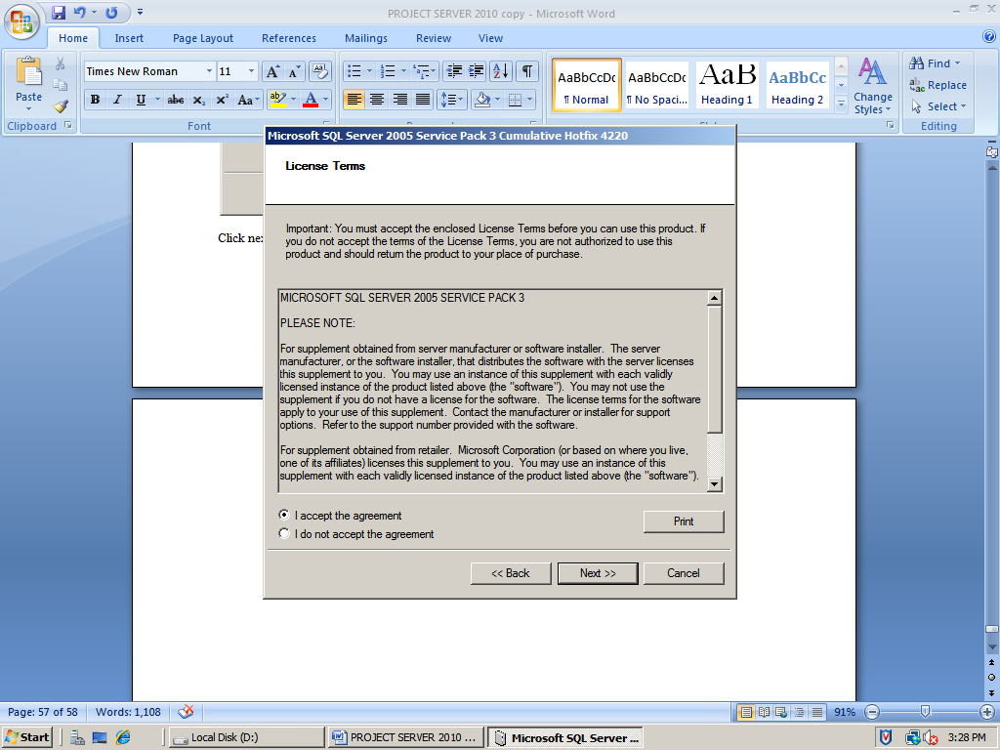 PROJECT SERVER 2010 copy - Microsoft Word
Home Insert Page Layout References Mailings Review View
Paste
Clipboard
Times New Roman 11
B I U abc x₂ x² Aa
Font
AaBbCcDc AaBbCcDc AaB AaBbCc
¶ Normal ¶ No Spaci... Heading 1 Heading 2
Change Styles
Find
Replace
Select
Editing
Microsoft SQL Server 2005 Service Pack 3 Cumulative Hotfix 4220
License Terms
Important: You must accept the enclosed License Terms before you can use this product. If
you do not accept the terms of the License Terms, you are not authorized to use this
product and should return the product to your place of purchase.
Click ne
MICROSOFT SQL SERVER 2005 SERVICE PACK 3
PLEASE NOTE:
For supplement obtained from server manufacturer or software installer. The server
manufacturer, or the software installer, that distributes the software with the server licenses
this supplement to you. You may use an instance of this supplement with each validly
licensed instance of the product listed above (the "software"). You may not use the
supplement if you do not have a license for the software. The license terms for the software
apply to your use of this supplement. Contact the manufacturer or installer for support
options. Refer to the support number provided with the software.
For supplement obtained from retailer. Microsoft Corporation (or based on where you live,
one of its affiliates) licenses this supplement to you. You may use an instance of this
supplement with each validly licensed instance of the product listed above (the "software").
I accept the agreement
I do not accept the agreement
Print
<< Back Next >> Cancel
Page: 57 of 58 Words: 1,108 91%
Start Local Disk (D:) PROJECT SERVER 2010 ... Microsoft SQL Server ... 3:28 PM